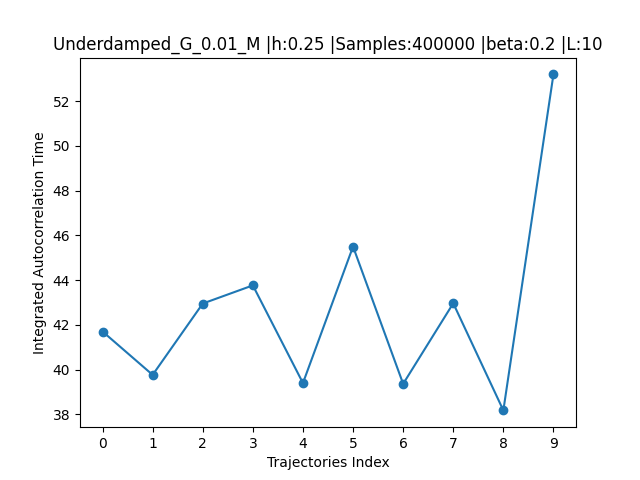 Underdamped_G_0.01_M |h:0.25 |Samples:400000 |beta:0.2 |L:10
Integrated Autocorrelation Time
52
50
48
46
44
42
40
38
0 1 2 3 4 5 6 7 8 9
Trajectories Index